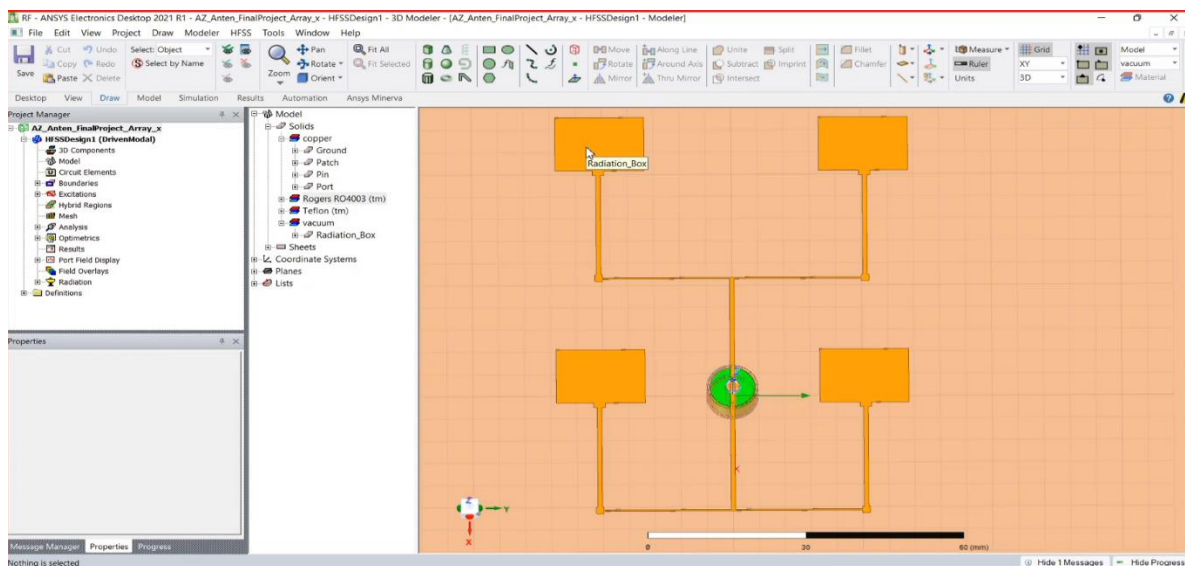 RF - ANSYS Electronics Desktop 2021 R1 - AZ_Anten_FinalProject_Array_x - HFSSDesign1 - 3D Modeler - [AZ_Anten_FinalProject_Array_x - HFSSDesign1 - Modeler]
File Edit View Project Draw Modeler HFSS Tools Window Help
Save
Cut Undo
Copy Redo
Paste Delete
Select: Object
Select by Name
Zoom
Pan
Rotate
Orient
Fit All
Fit Selected
Move Along Line
Rotate Around Axis
Mirror Thru Mirror
Unite Split
Subtract Imprint
Intersect
Fillet
Chamfer
Measure
Ruler
Units
Grid
XY
3D
Model
vacuum
Material
Desktop View Draw Model Simulation Results Automation Ansys Minerva
Project Manager
AZ_Anten_FinalProject_Array_x
HFSSDesign1 (DrivenModal)
3D Components
Model
Circuit Elements
Boundaries
Excitations
Hybrid Regions
Mesh
Analysis
Optimetrics
Results
Port Field Display
Field Overlays
Radiation
Definitions
Model
Solids
copper
Ground
Patch
Pin
Port
Rogers RO4003 (tm)
Teflon (tm)
vacuum
Radiation_Box
Sheets
Coordinate Systems
Planes
Lists
Radiation_Box
X
Z
Y
X
0 30 60 (mm)
Properties
Message Manager Properties Progress
Nothing is selected
Hide 1 Messages Hide Progress